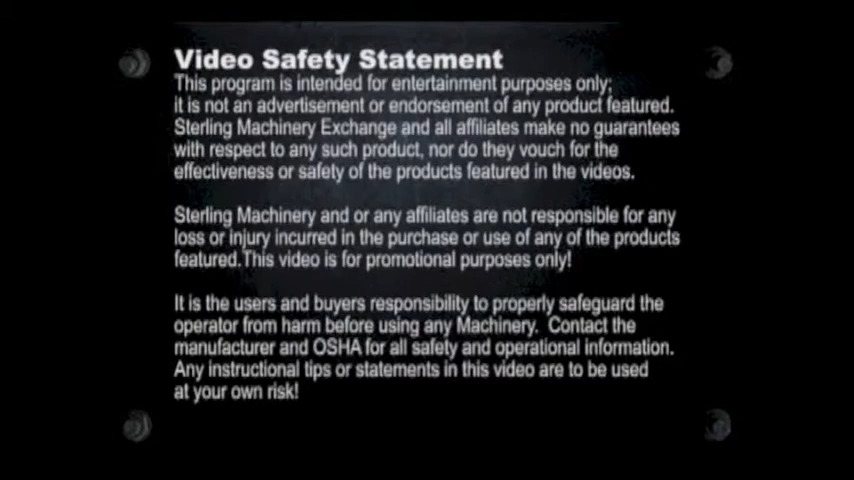 Video Safety Statement
This program is intended for entertainment purposes only;
it is not an advertisement or endorsement of any product featured.
Sterling Machinery Exchange and all affiliates make no guarantees
with respect to any such product, nor do they vouch for the
effectiveness or safety of the products featured in the videos.
Sterling Machinery and or any affiliates are not responsible for any
loss or injury incurred in the purchase or use of any of the products
featured.This video is for promotional purposes only!
It is the users and buyers responsibility to properly safeguard the
operator from harm before using any Machinery. Contact the
manufacturer and OSHA for all safety and operational information.
Any instructional tips or statements in this video are to be used
at your own risk!